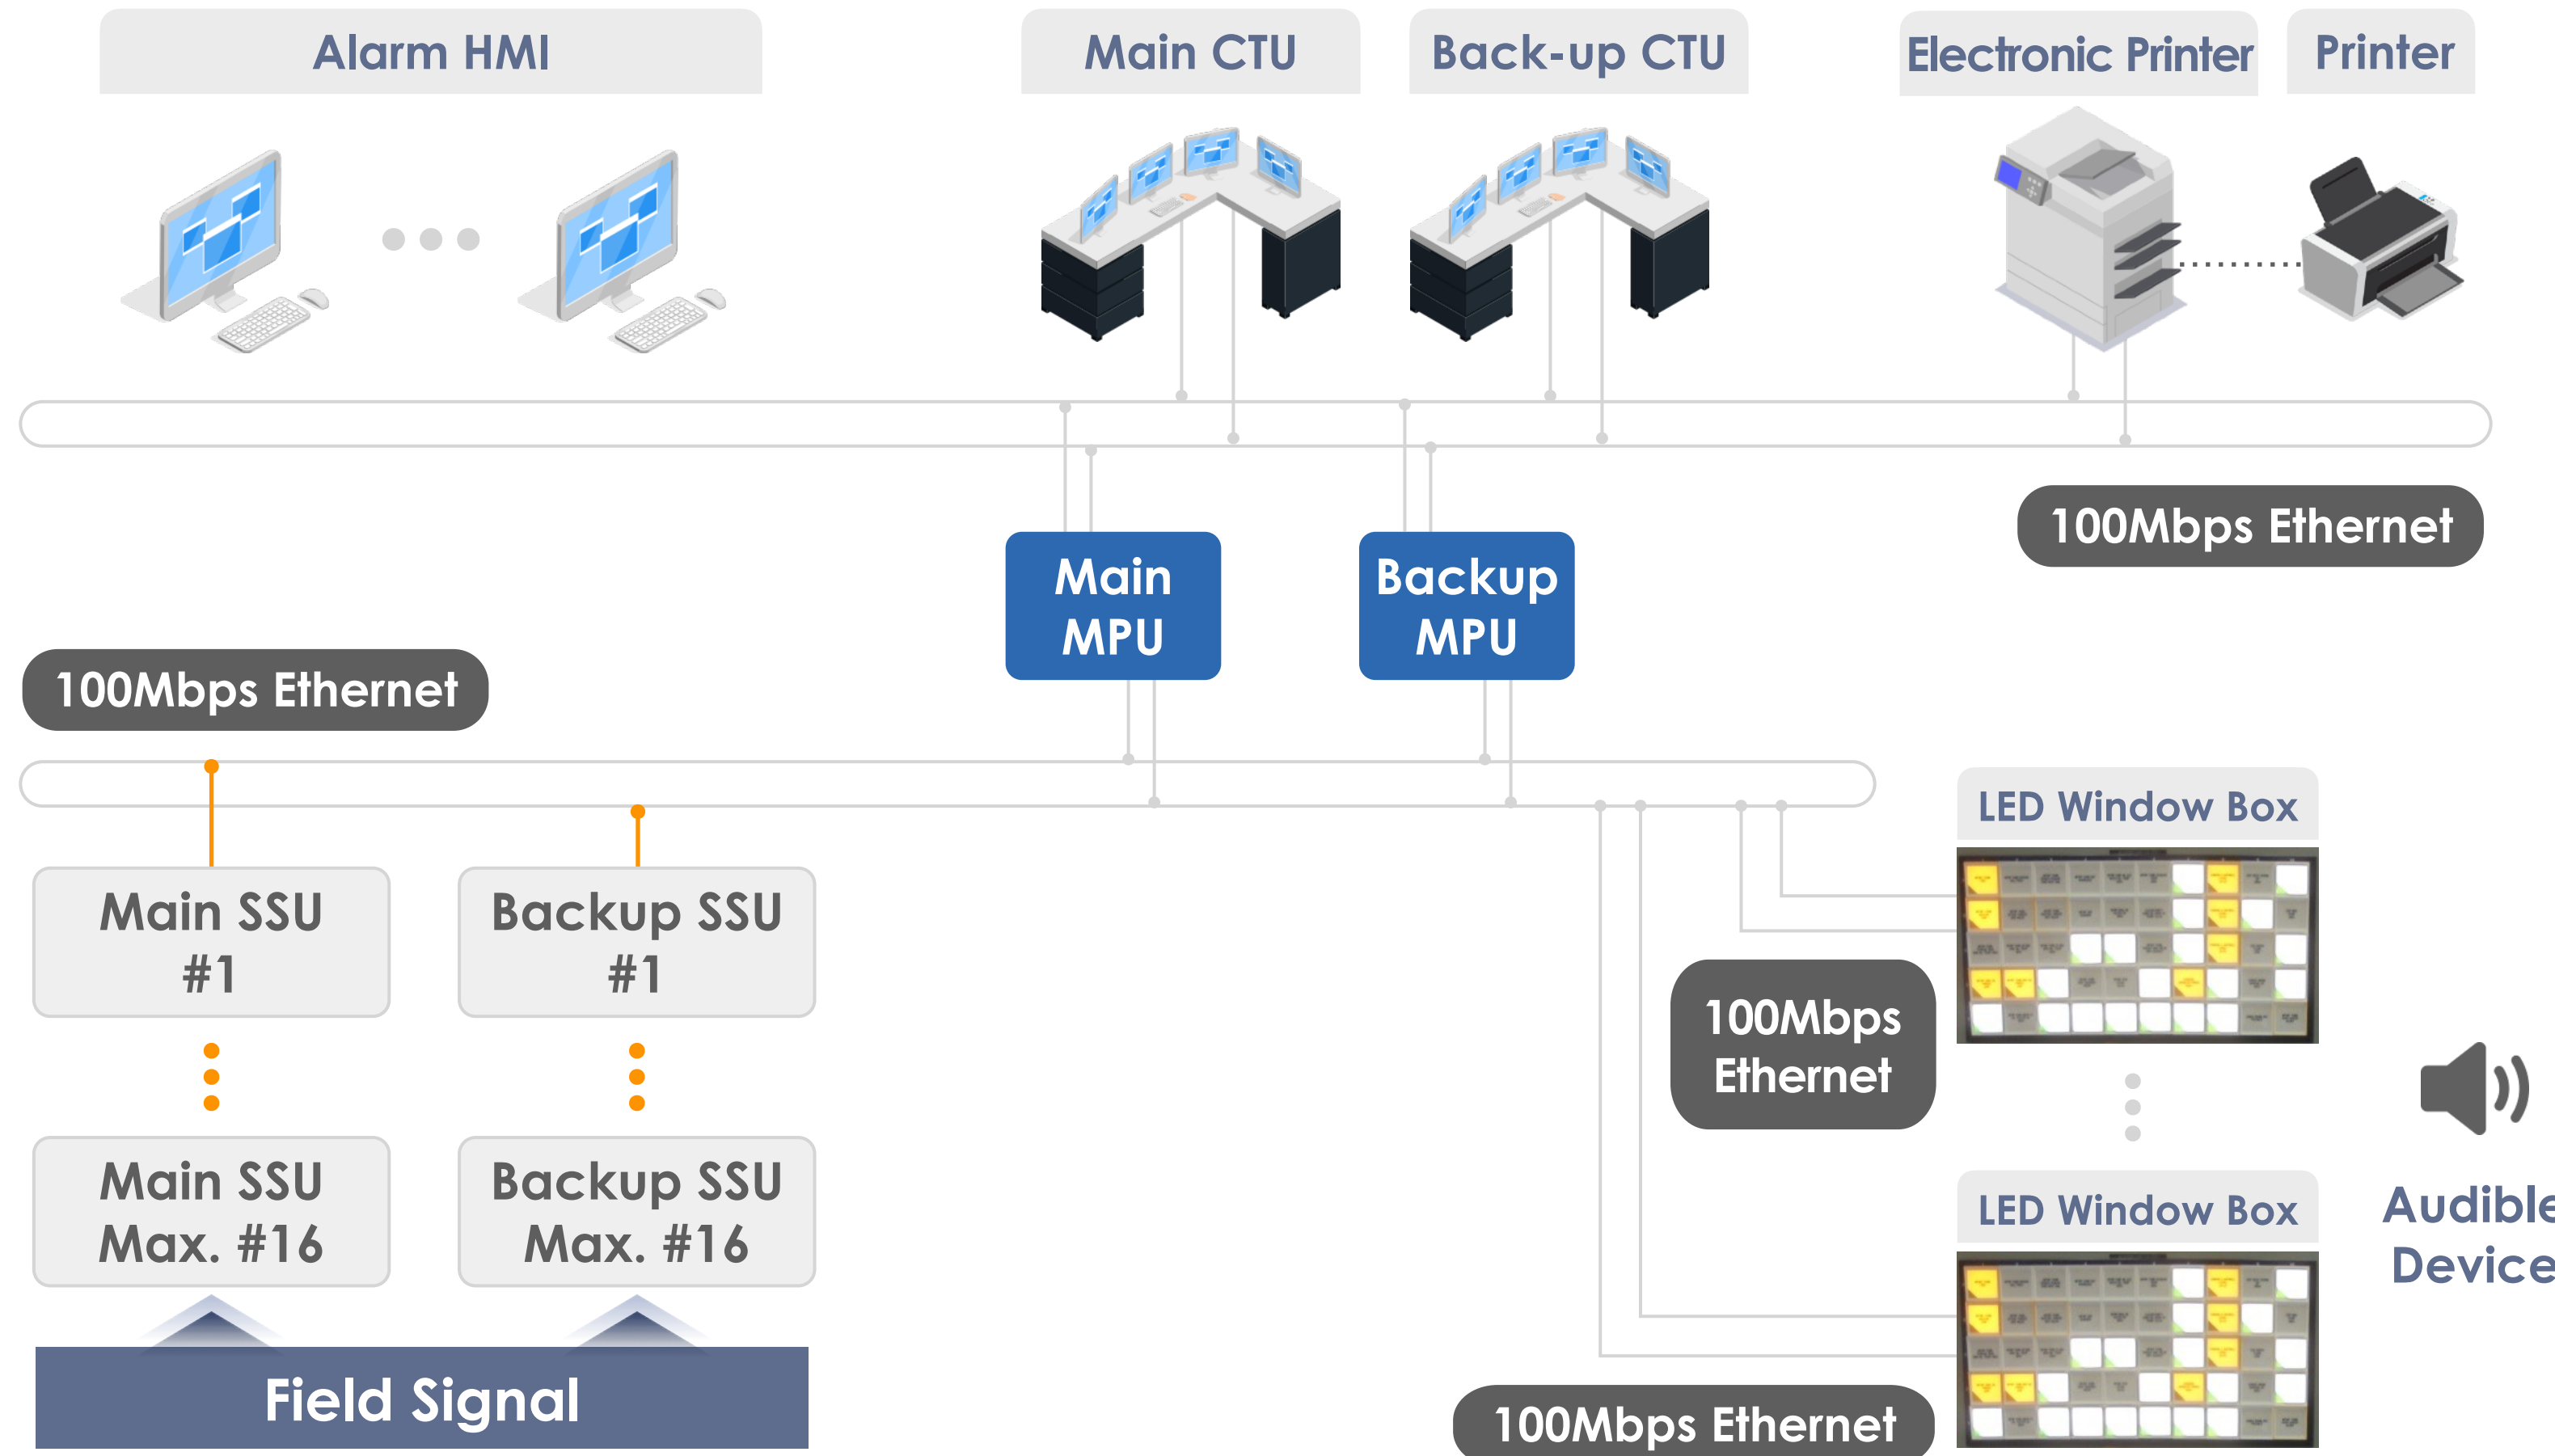 Alarm HMI
Main CTU
Back-up CTU
Electronic Printer
Printer
100Mbps Ethernet
Main
MPU
Backup
MPU
100Mbps Ethernet
LED Window Box
Main SSU
#1
Backup SSU
#1
100Mbps
Ethernet
Main SSU
Max. #16
Backup SSU
Max. #16
LED Window Box
Audible
Device
Field Signal
100Mbps Ethernet